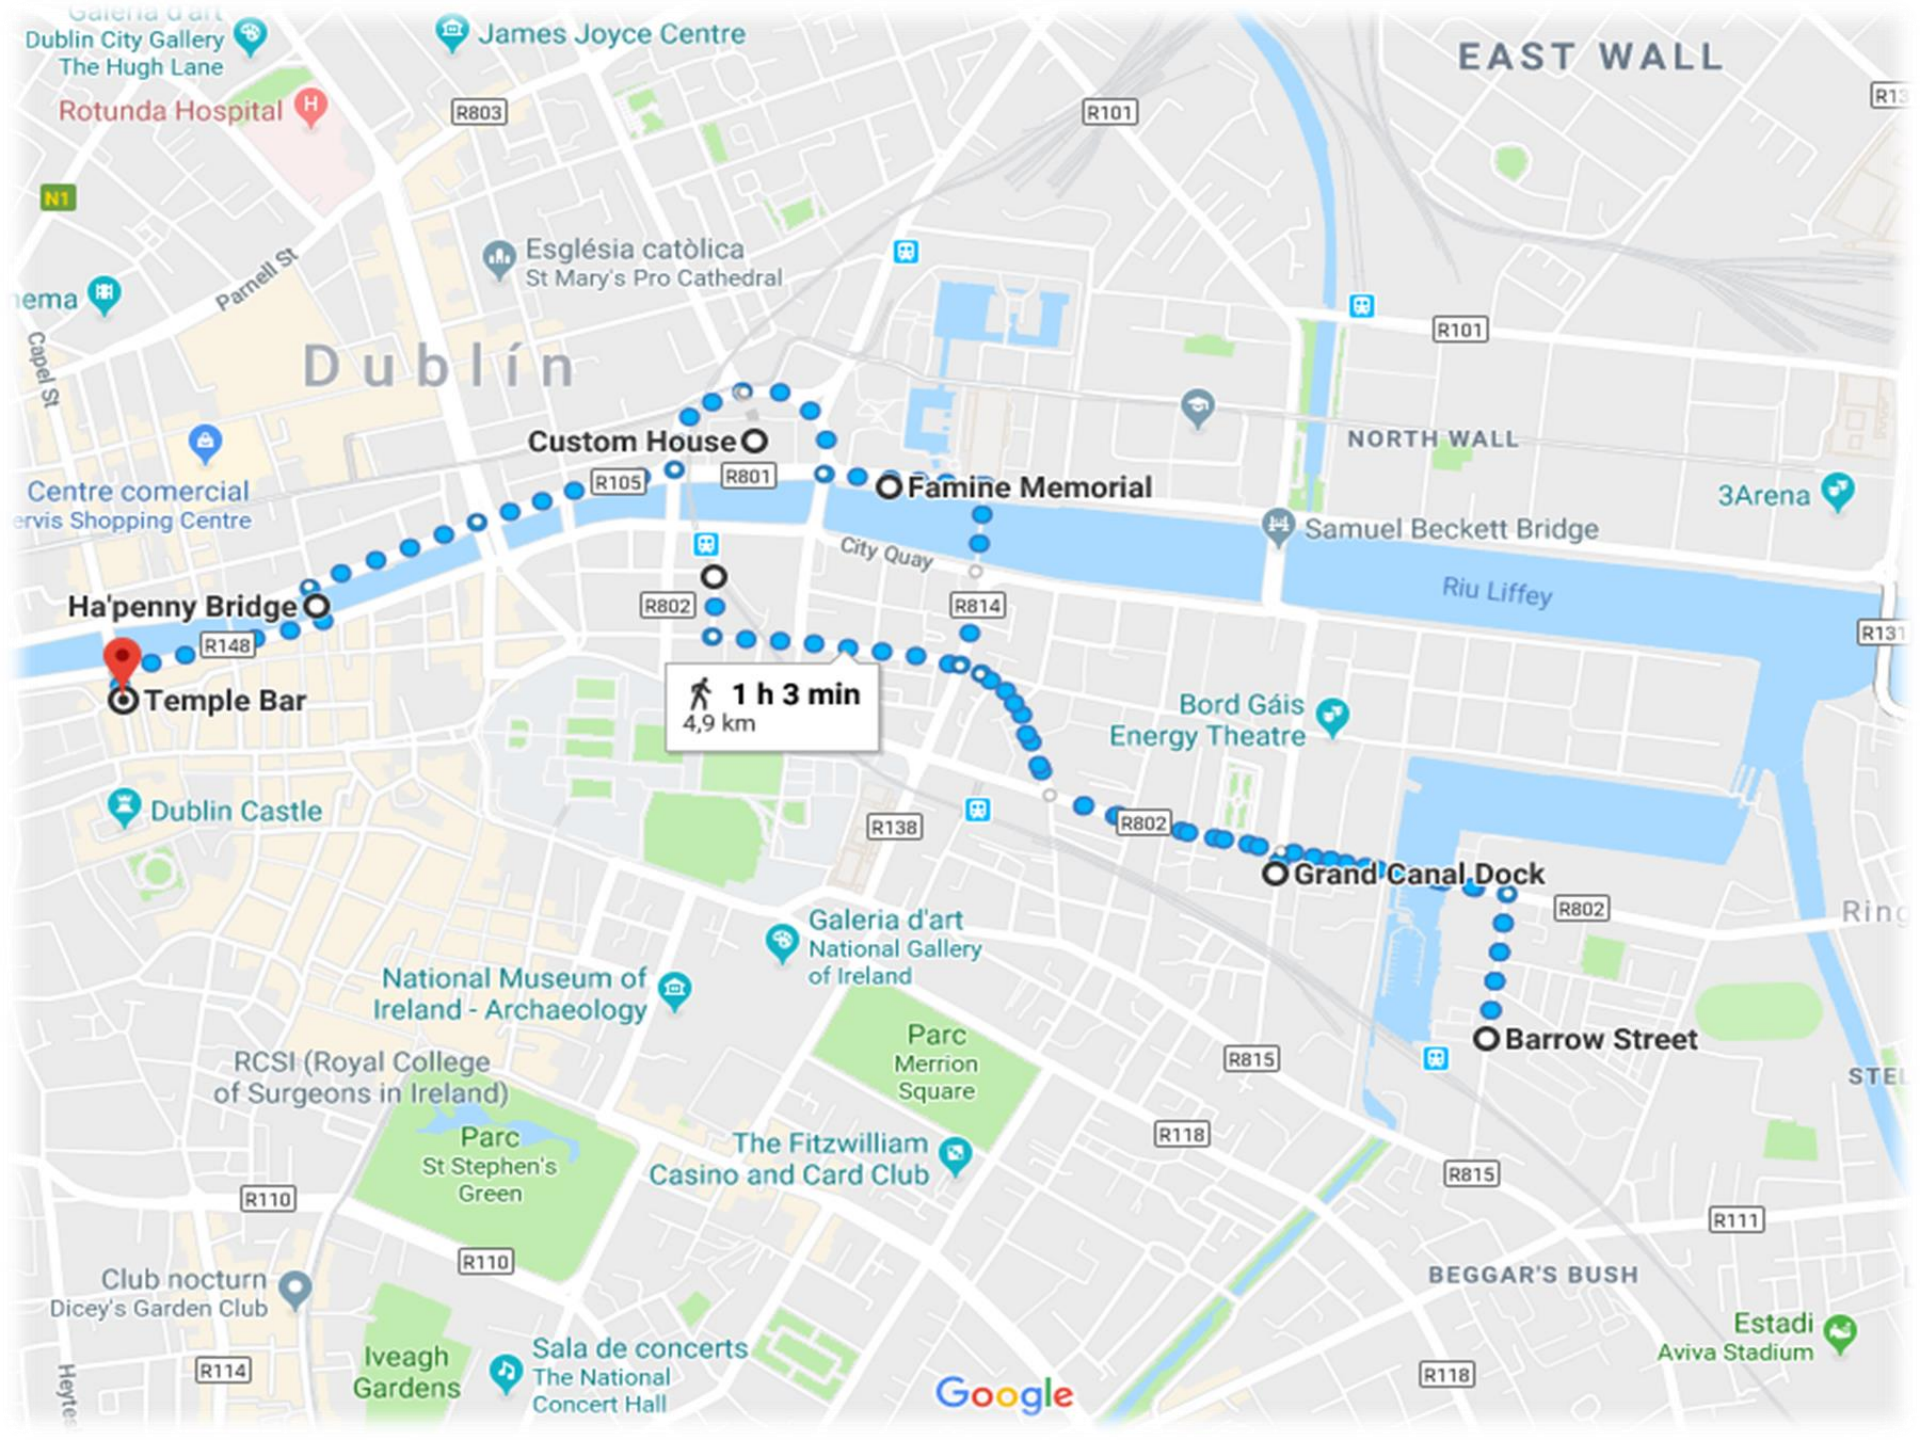 Galeria d'art
Dublin City Gallery
The Hugh Lane
James Joyce Centre
EAST WALL
Rotunda Hospital
R803
R101
N1
Parnell St
Església catòlica
St Mary's Pro Cathedral
Capel St
Dublín
R101
Custom House
R105
R801
Famine Memorial
NORTH WALL
3Arena
Centre comercial
Samuel Beckett Bridge
City Quay
Riu Liffey
Ha'penny Bridge
R148
R802
R814
R131
Temple Bar
1 h 3 min
4,9 km
Bord Gáis
Energy Theatre
Dublin Castle
R138
R802
Grand Canal Dock
R802
Galeria d'art
National Gallery
of Ireland
National Museum of
Ireland - Archaeology
Parc
Merrion
Square
Barrow Street
R815
RCSI (Royal College
of Surgeons in Ireland)
Parc
St Stephen's
Green
R118
The Fitzwilliam
Casino and Card Club
R815
R110
R111
R110
BEGGAR'S BUSH
Club nocturn
Dicey's Garden Club
Estadi
Aviva Stadium
Iveagh
Gardens
R114
Sala de concerts
The National
Concert Hall
R118
Google